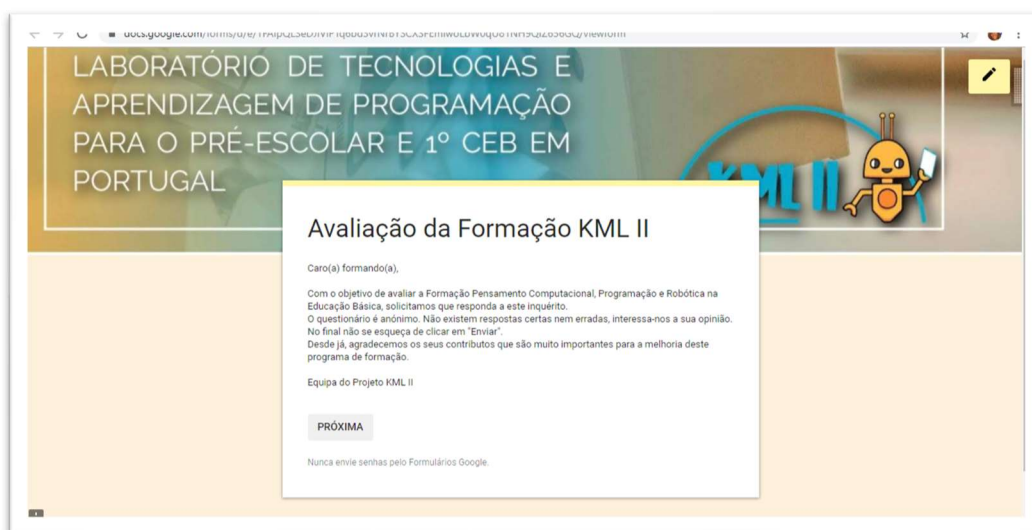 LABORATÓRIO DE TECNOLOGIAS E
APRENDIZAGEM DE PROGRAMAÇÃO
PARA O PRÉ-ESCOLAR E 1º CEB EM
PORTUGAL
KML II
Avaliação da Formação KML II
Caro(a) formando(a),
Com o objetivo de avaliar a Formação Pensamento Computacional, Programação e Robótica na
Educação Básica, solicitamos que responda a este inquérito.
O questionário é anónimo. Não existem respostas certas nem erradas, interessa-nos a sua opinião.
No final não se esqueça de clicar em "Enviar".
Desde já, agradecemos os seus contributos que são muito importantes para a melhoria deste
programa de formação.
Equipa do Projeto KML II
PRÓXIMA
Nunca envie senhas pelo Formulários Google.